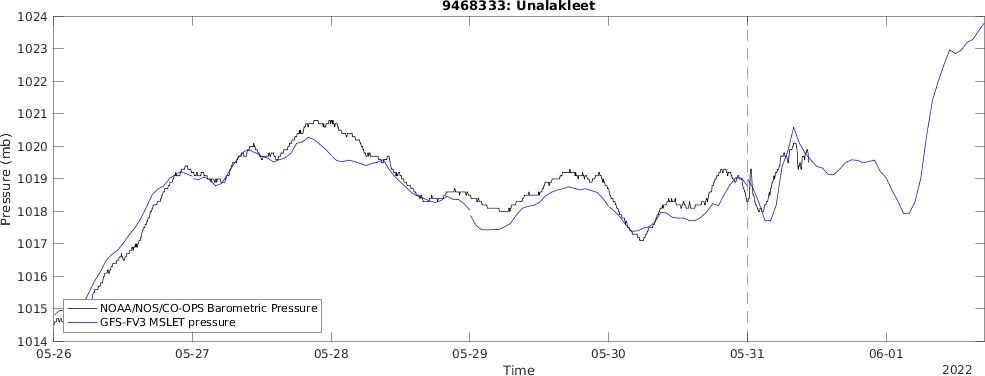 9468333: Unalakleet
1024
1023
1022
1021
1020
1019
1018
1017
1016
1015
1014
Pressure (mb)
NOAA/NOS/CO-OPS Barometric Pressure
GFS-FV3 MSLET pressure
05-26 05-27 05-28 05-29 05-30 05-31 06-01
Time
2022